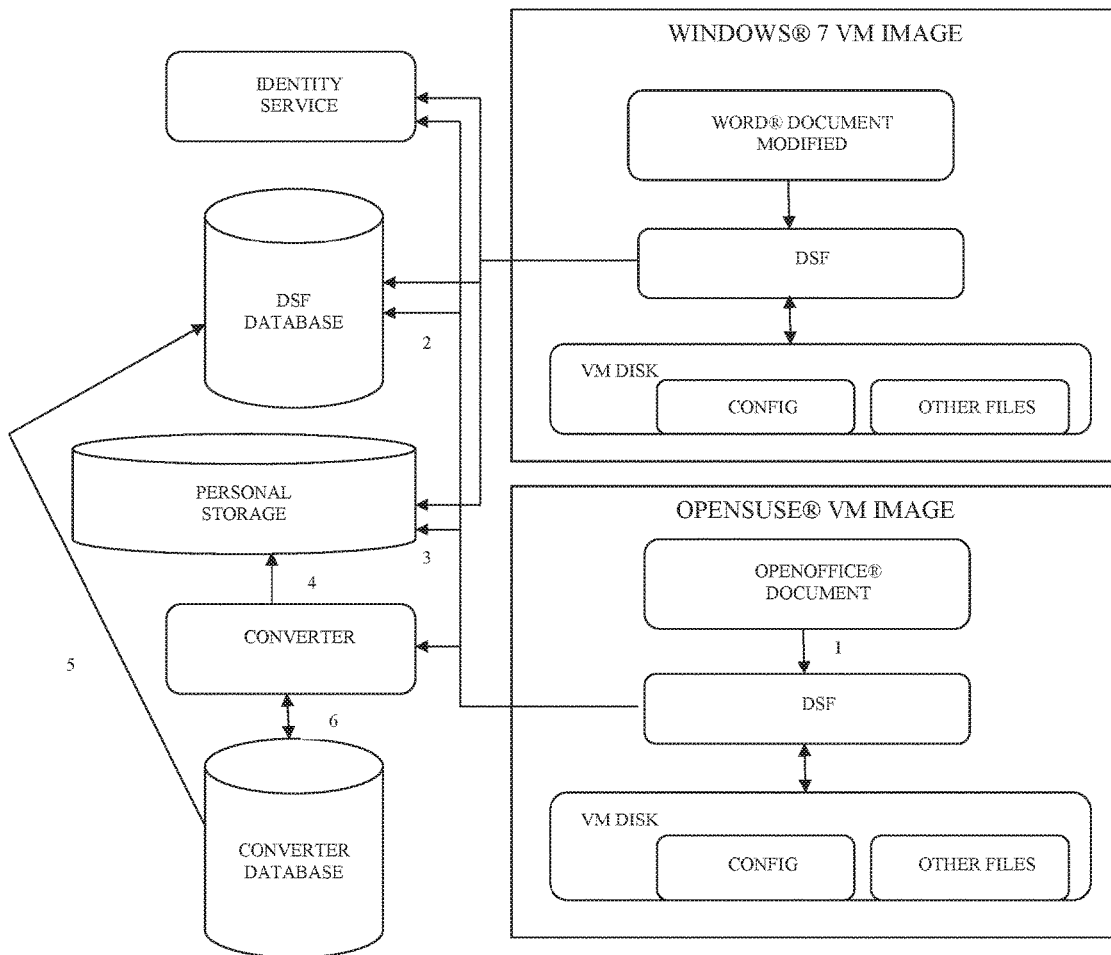 WINDOWS® 7 VM IMAGE
IDENTITY
SERVICE
WORD® DOCUMENT
MODIFIED
DSF
DSF
DATABASE
2
VM DISK
CONFIG
OTHER FILES
PERSONAL
STORAGE
3
4
OPENSUSE® VM IMAGE
OPENOFFICE®
DOCUMENT
1
CONVERTER
5
DSF
6
VM DISK
CONFIG
OTHER FILES
CONVERTER
DATABASE